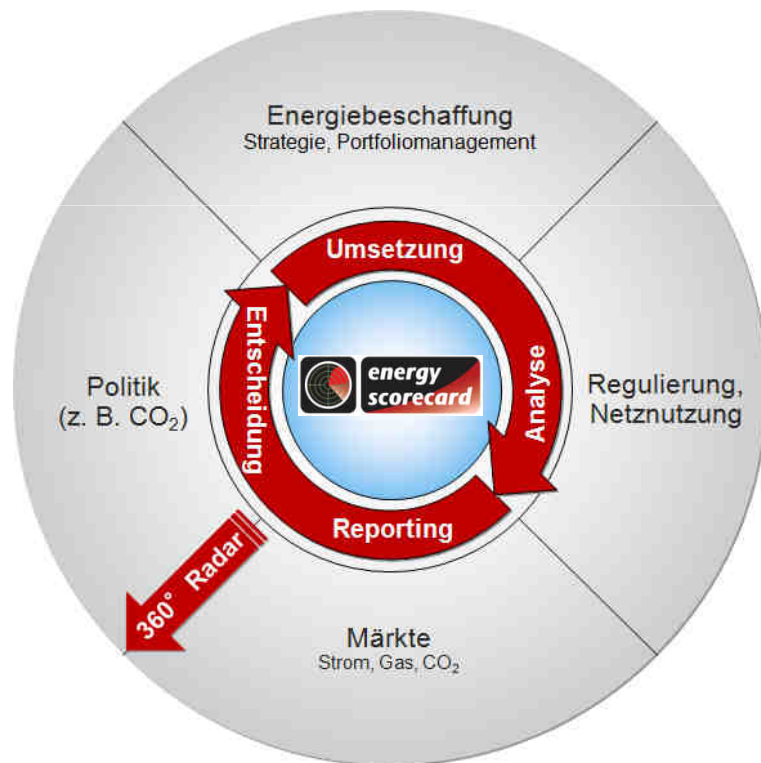 Energiebeschaffung
Strategie, Portfoliomanagement
Umsetzung
Entscheidung
Analyse
energy
scorecard
Politik
(z. B. CO₂)
Regulierung,
Netznutzung
Reporting
360° Radar
Märkte
Strom, Gas, CO₂